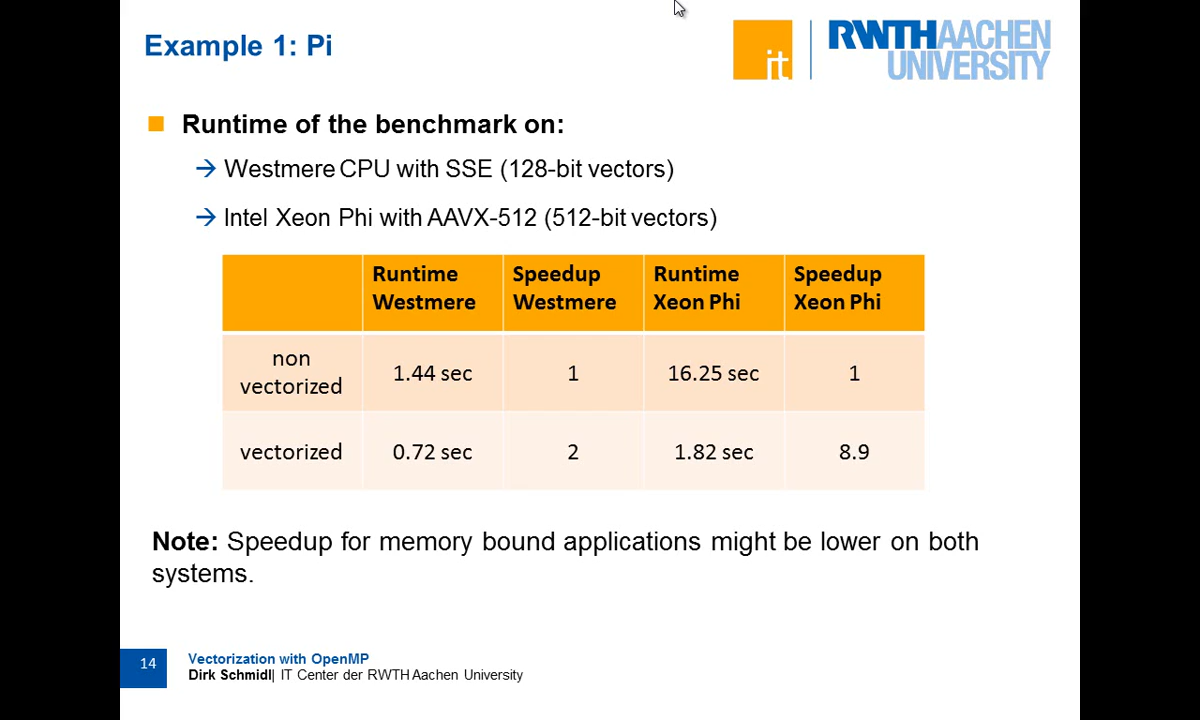 Example 1: Pi
it
RWTHAACHEN
UNIVERSITY
Runtime of the benchmark on:
→ Westmere CPU with SSE (128-bit vectors)
→ Intel Xeon Phi with AAVX-512 (512-bit vectors)
Runtime Westmere Speedup Westmere Runtime Xeon Phi Speedup Xeon Phi
non vectorized 1.44 sec 1 16.25 sec 1
vectorized 0.72 sec 2 1.82 sec 8.9
Note: Speedup for memory bound applications might be lower on both
systems.
14
Vectorization with OpenMP
Dirk Schmidl| IT Center der RWTH Aachen University